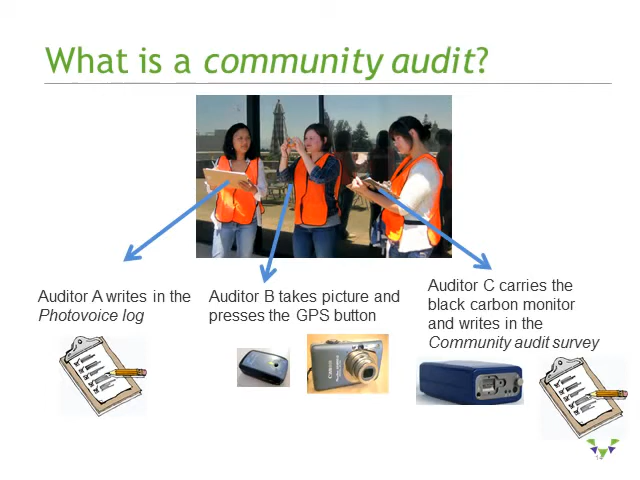 What is a community audit?
Auditor A writes in the
Photovoice log
Auditor B takes picture and
presses the GPS button
Auditor C carries the
black carbon monitor
and writes in the
Community audit survey
Canon